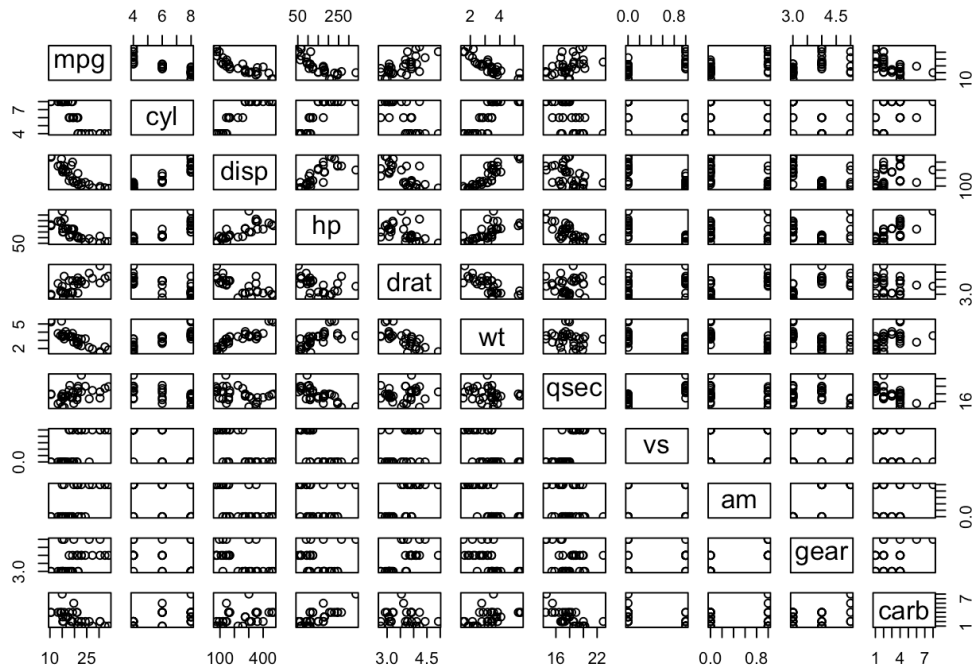 4 6 8 50 250 2 4 0.0 0.8 3.0 4.5
mpg 10
4 7 cyl
disp 100
50 hp
drat 3.0
2 5 wt
qsec 16
0.0 vs
am 0.0
3.0 gear
carb 1 7
10 25 100 400 3.0 4.5 16 22 0.0 0.8 1 4 7